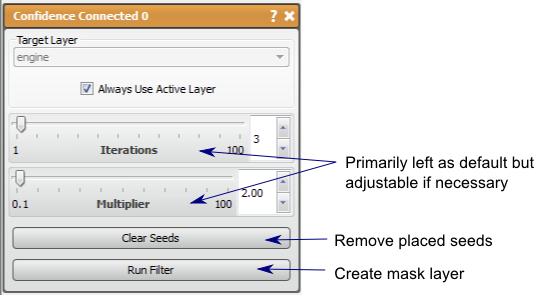 Confidence Connected 0 ?
Target Layer
engine
Always Use Active Layer
1 Iterations 100 3
0.1 Multiplier 100 2.00
Primarily left as default but
adjustable if necessary
Clear Seeds
Remove placed seeds
Run Filter
Create mask layer